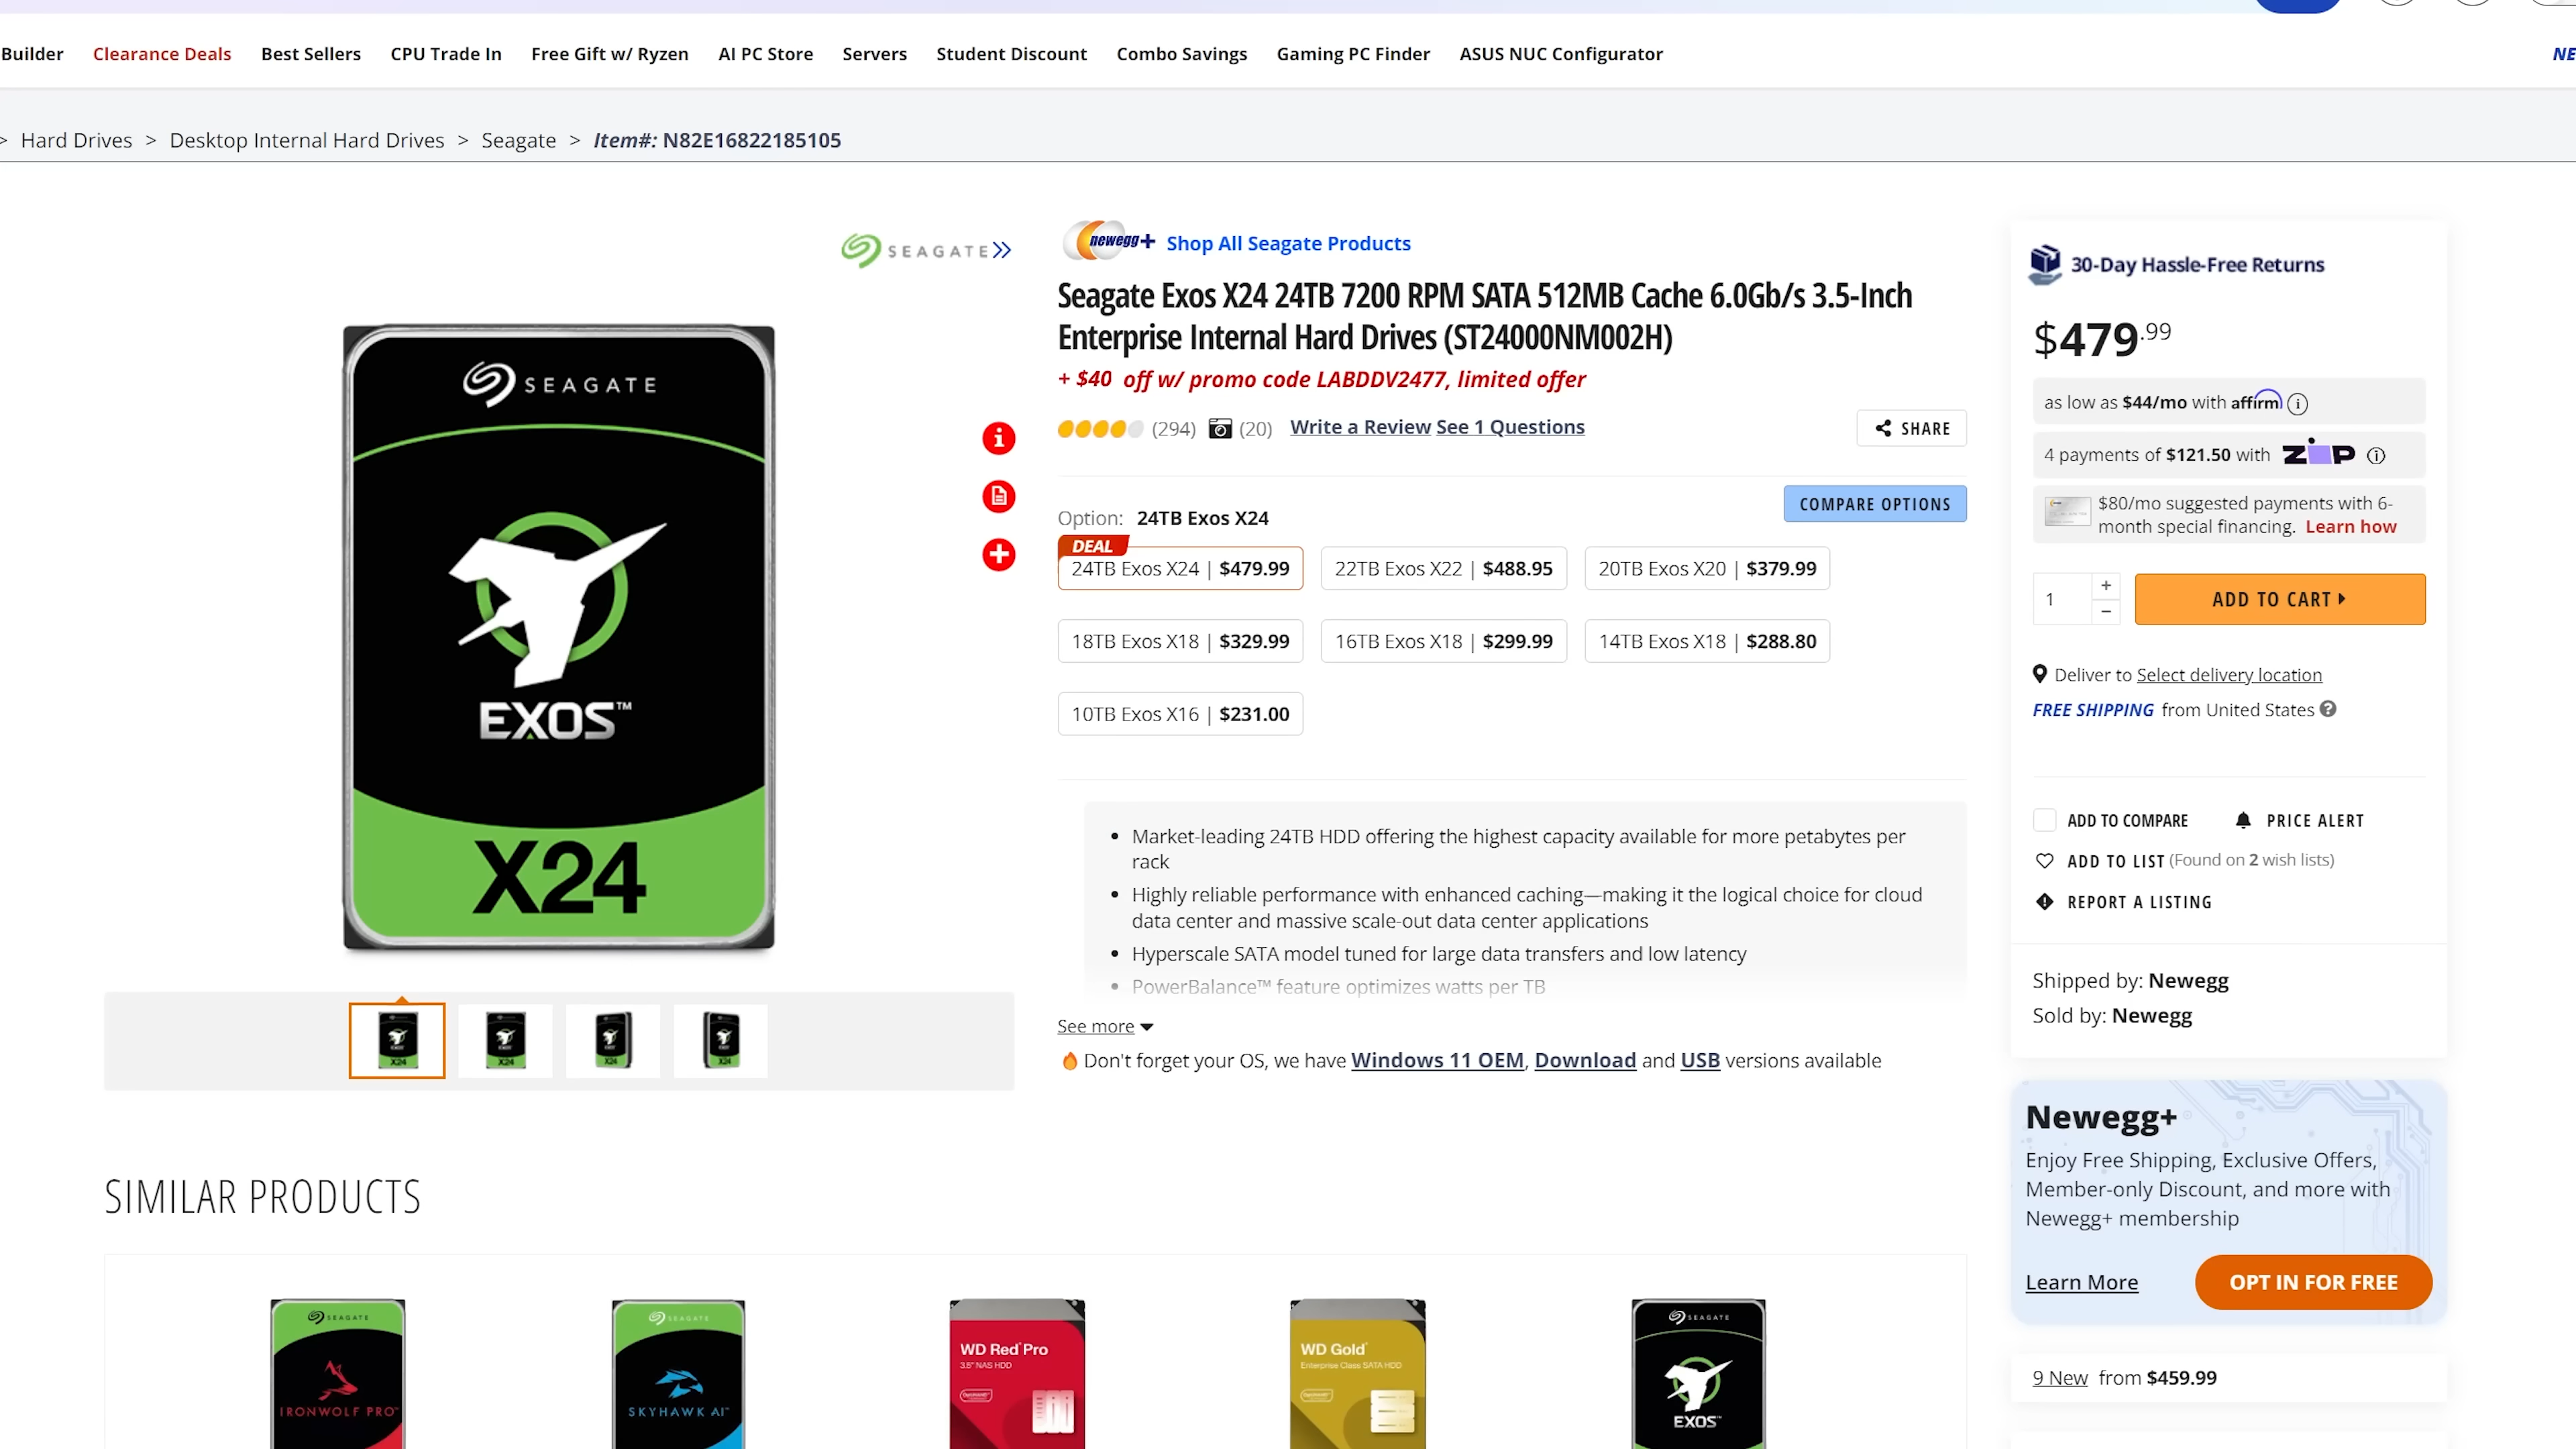 Builder Clearance Deals Best Sellers CPU Trade In Free Gift w/ Ryzen AI PC Store Servers Student Discount Combo Savings Gaming PC Finder ASUS NUC Configurator NE
> Hard Drives > Desktop Internal Hard Drives > Seagate > Item#: N82E16822185105
SEAGATE
SEAGATE
EXOS™
X24
newegg+ Shop All Seagate Products
Seagate Exos X24 24TB 7200 RPM SATA 512MB Cache 6.0Gb/s 3.5-Inch
Enterprise Internal Hard Drives (ST24000NM002H)
+ $40 off w/ promo code LABDDV2477, limited offer
(294) (20) Write a Review See 1 Questions
SHARE
COMPARE OPTIONS
Option: 24TB Exos X24
DEAL
24TB Exos X24 | $479.99 22TB Exos X22 | $488.95 20TB Exos X20 | $379.99
18TB Exos X18 | $329.99 16TB Exos X18 | $299.99 14TB Exos X18 | $288.80
10TB Exos X16 | $231.00
• Market-leading 24TB HDD offering the highest capacity available for more petabytes per
rack
• Highly reliable performance with enhanced caching—making it the logical choice for cloud
data center and massive scale-out data center applications
• Hyperscale SATA model tuned for large data transfers and low latency
• PowerBalance™ feature optimizes watts per TB
See more
Don't forget your OS, we have Windows 11 OEM, Download and USB versions available
30-Day Hassle-Free Returns
$479.99
as low as $44/mo with affirm
4 payments of $121.50 with ZIP
$80/mo suggested payments with 6-
month special financing. Learn how
1 + −
ADD TO CART
Deliver to Select delivery location
FREE SHIPPING from United States
ADD TO COMPARE PRICE ALERT
ADD TO LIST (Found on 2 wish lists)
REPORT A LISTING
Shipped by: Newegg
Sold by: Newegg
Newegg+
Enjoy Free Shipping, Exclusive Offers,
Member-only Discount, and more with
Newegg+ membership
Learn More OPT IN FOR FREE
9 New from $459.99
SIMILAR PRODUCTS
SEAGATE
IRONWOLF PRO™
SEAGATE
SKYHAWK AI™
WD Red Pro
3.5" NAS HDD
WD Gold
Enterprise Class SATA HDD
SEAGATE
EXOS